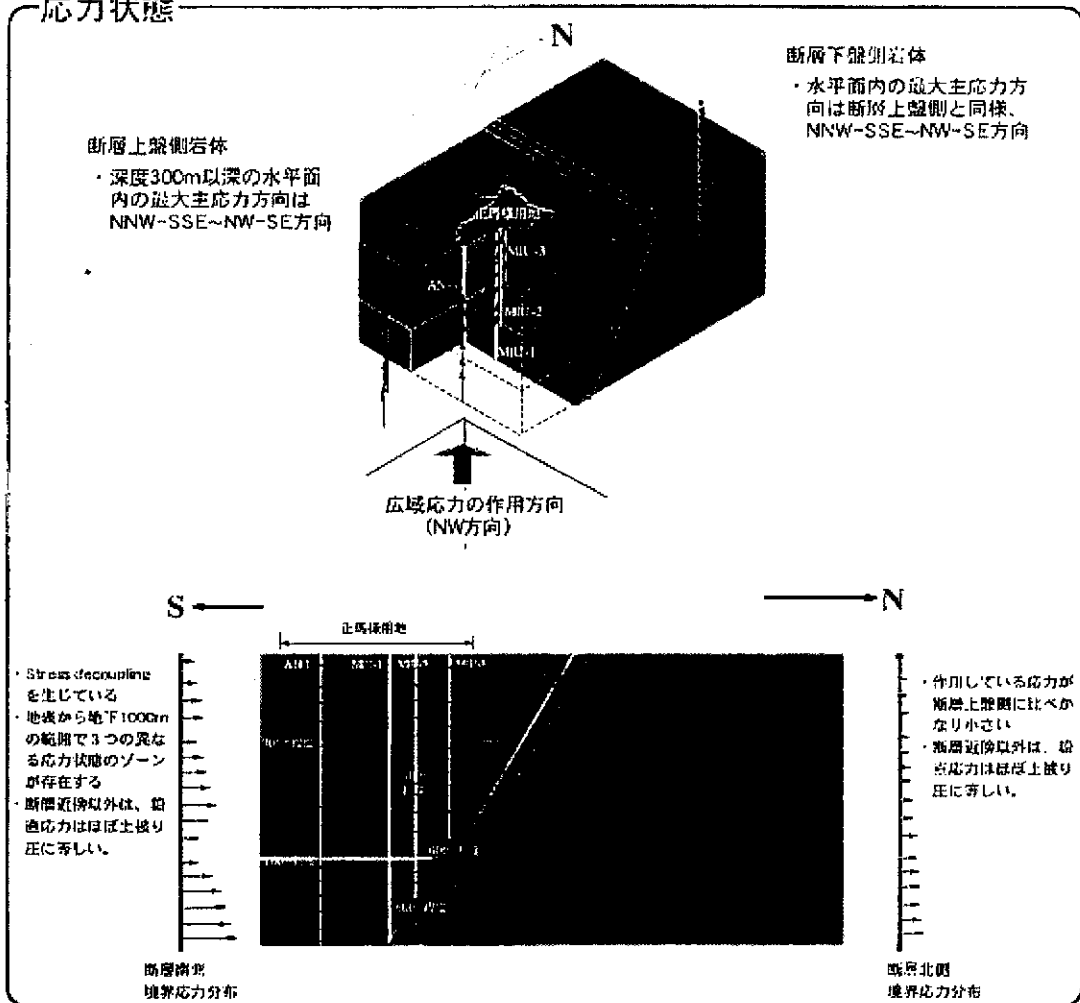 応力状態
N
断層下盤側岩体
・水平面内の最大主応力方
向は断層上盤側と同様、
NNW-SSE~NW-SE方向
断層上盤側岩体
・深度300m以深の水平面
内の最大主応力方向は
NNW-SSE~NW-SE方向
正馬様用地
MIU-3
MIU-2
MIU-1
広域応力の作用方向
(NW方向)
S
N
正馬様用地
・Stress decoupling
を生じている
・地表から地下1000m
の範囲で3つの異な
る応力状態のゾーン
が存在する
・断層近傍以外は、鉛
直応力はほぼ土被り
圧に等しい。
・作用している応力が
断層上盤側に比べか
なり小さい
・断層近傍以外は、鉛
直応力はほぼ土被り
圧に等しい。
断層南側
境界応力分布
断層北側
境界応力分布